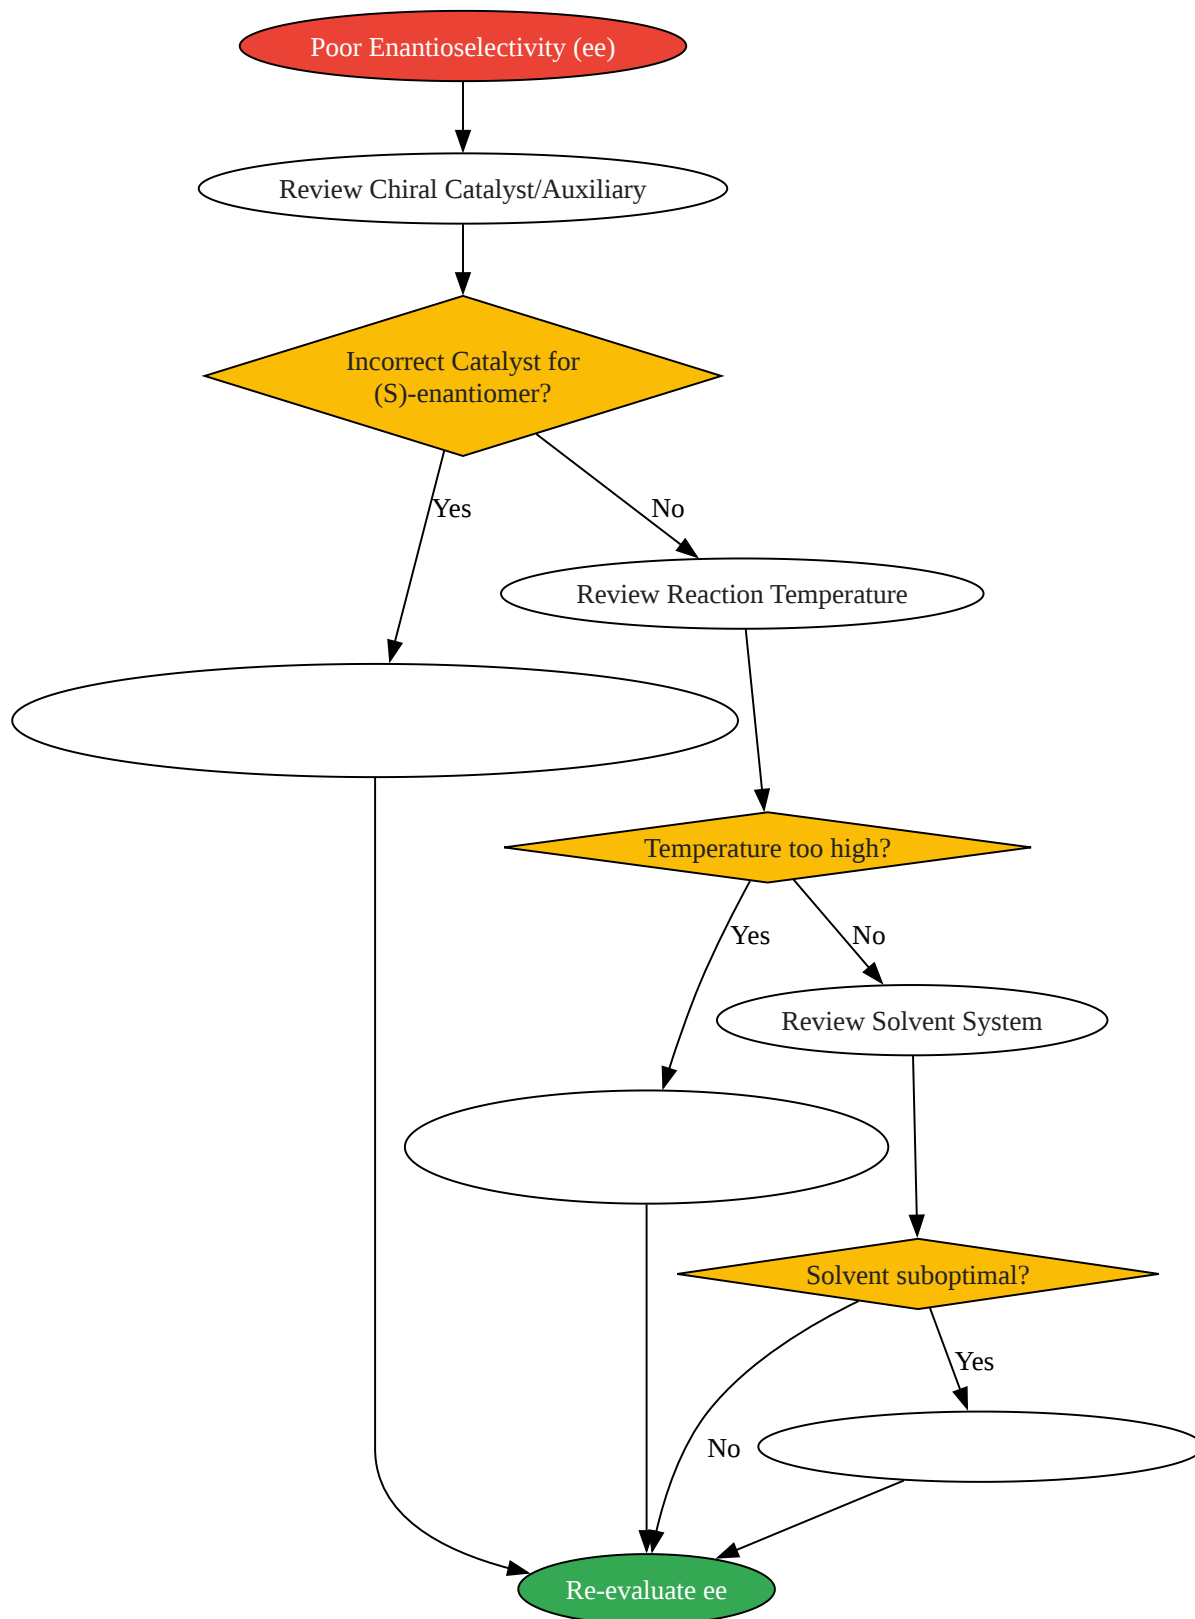 Poor Enantioselectivity (ee)
Review Chiral Catalyst/Auxiliary
Incorrect Catalyst for
(S)-enantiomer?
Yes
No
Review Reaction Temperature
Temperature too high?
Yes
No
Review Solvent System
Solvent suboptimal?
Yes
No
Re-evaluate ee